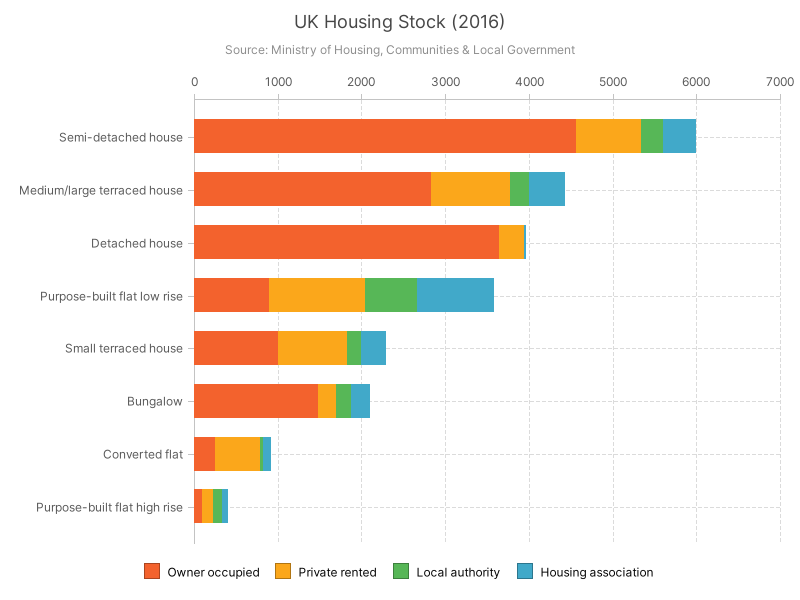 UK Housing Stock (2016)
Source: Ministry of Housing, Communities & Local Government
0 1000 2000 3000 4000 5000 6000 7000
Semi-detached house
Medium/large terraced house
Detached house
Purpose-built flat low rise
Small terraced house
Bungalow
Converted flat
Purpose-built flat high rise
Owner occupied Private rented Local authority Housing association